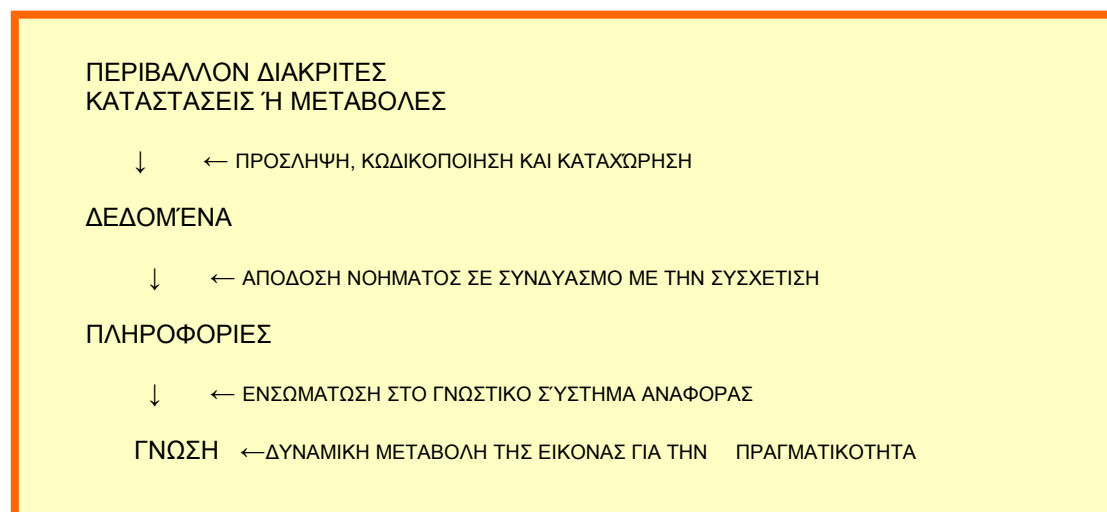 ΠΕΡΙΒΑΛΛΟΝ ΔΙΑΚΡΙΤΕΣ
ΚΑΤΑΣΤΑΣΕΙΣ Ή ΜΕΤΑΒΟΛΕΣ
↓ ← ΠΡΟΣΛΗΨΗ, ΚΩΔΙΚΟΠΟΙΗΣΗ ΚΑΙ ΚΑΤΑΧΏΡΗΣΗ
ΔΕΔΟΜΈΝΑ
↓ ← ΑΠΟΔΟΣΗ ΝΟΗΜΑΤΟΣ ΣΕ ΣΥΝΔΥΑΣΜΟ ΜΕ ΤΗΝ ΣΥΣΧΕΤΙΣΗ
ΠΛΗΡΟΦΟΡΙΕΣ
↓ ← ΕΝΣΩΜΑΤΩΣΗ ΣΤΟ ΓΝΩΣΤΙΚΟ ΣΎΣΤΗΜΑ ΑΝΑΦΟΡΑΣ
ΓΝΩΣΗ ←ΔΥΝΑΜΙΚΗ ΜΕΤΑΒΟΛΗ ΤΗΣ ΕΙΚΟΝΑΣ ΓΙΑ ΤΗΝ ΠΡΑΓΜΑΤΙΚΟΤΗΤΑ